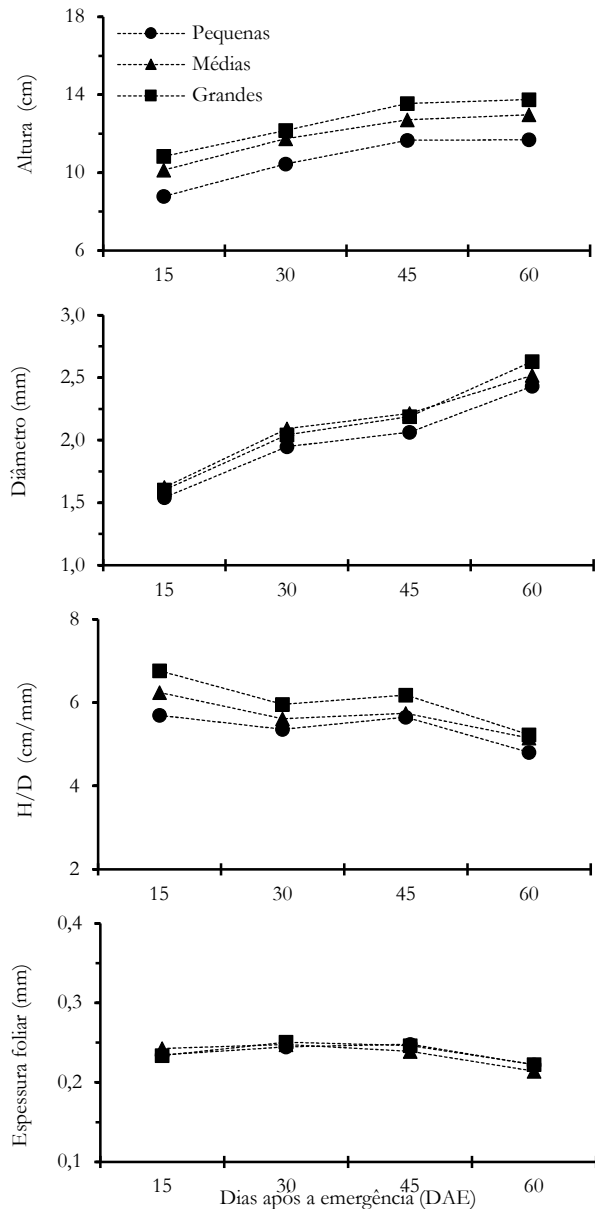 18
14
10
6
Altura (cm)
Pequenas
Médias
Grandes
15 30 45 60
3,0
2,5
2,0
1,5
1,0
Diâmetro (mm)
15 30 45 60
8
6
4
2
H/D (cm/mm)
15 30 45 60
0,4
0,3
0,2
0,1
Espessura foliar (mm)
15 30 45 60
Dias após a emergência (DAE)